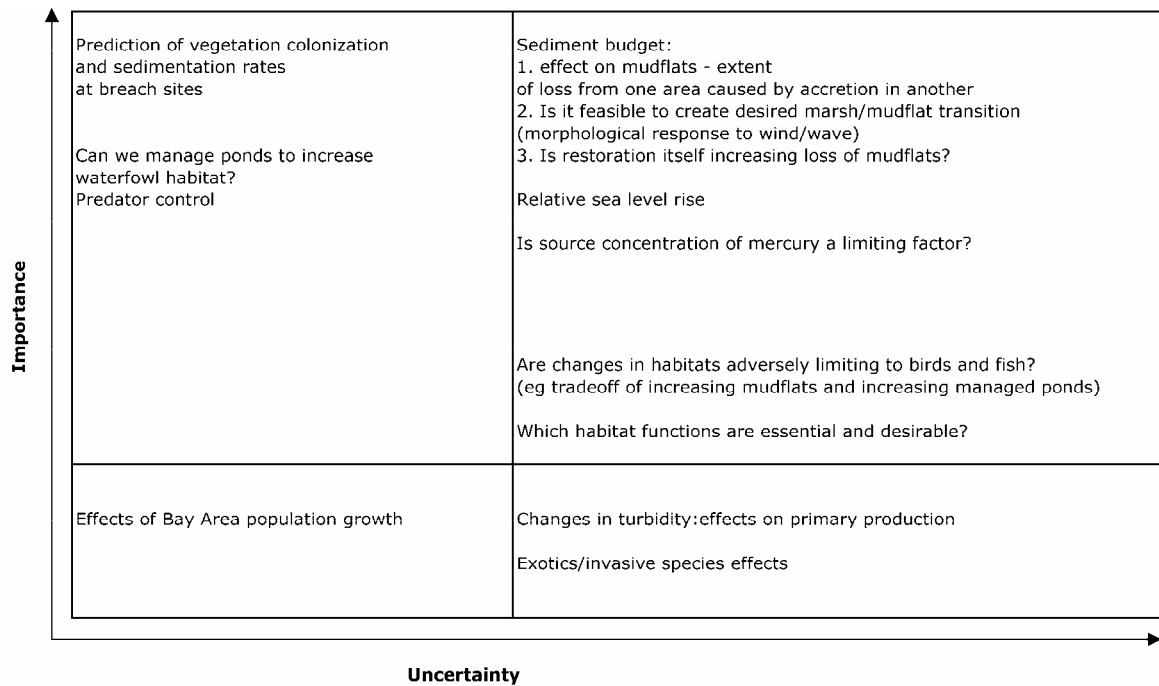 Prediction of vegetation colonization
and sedimentation rates
at breach sites
Can we manage ponds to increase
waterfowl habitat?
Predator control
Sediment budget:
1. effect on mudflats - extent
of loss from one area caused by accretion in another
2. Is it feasible to create desired marsh/mudflat transition
(morphological response to wind/wave)
3. Is restoration itself increasing loss of mudflats?
Relative sea level rise
Is source concentration of mercury a limiting factor?
Are changes in habitats adversely limiting to birds and fish?
(eg tradeoff of increasing mudflats and increasing managed ponds)
Which habitat functions are essential and desirable?
Effects of Bay Area population growth
Changes in turbidity:effects on primary production
Exotics/invasive species effects
Importance
Uncertainty